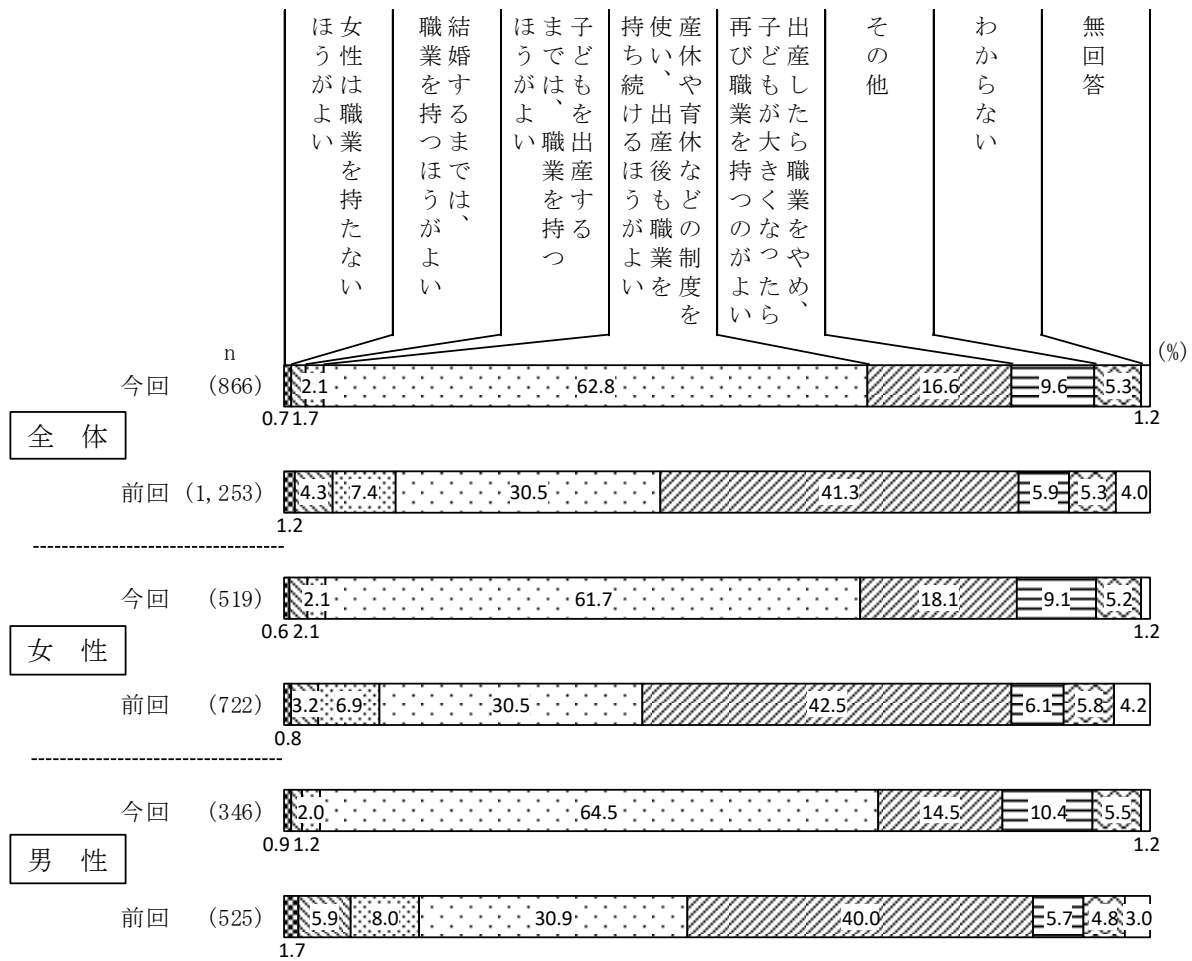 女性は職業を持たない
ほうがよい
結婚するまでは、
職業を持つほうがよい
子どもを出産する
までは、職業を持つ
ほうがよい
産休や育休などの制度を
使い、出産後も職業を
持ち続けるほうがよい
出産したら職業をやめ、
子どもが大きくなったら
再び職業を持つのがよい
その他
わからない
無回答
(%)
n
今回 (866) 2.1 62.8 16.6 9.6 5.3
0.7 1.7 1.2
全 体
前回 (1,253) 4.3 7.4 30.5 41.3 5.9 5.3 4.0
1.2
今回 (519) 2.1 61.7 18.1 9.1 5.2
0.6 2.1 1.2
女 性
前回 (722) 3.2 6.9 30.5 42.5 6.1 5.8 4.2
0.8
今回 (346) 2.0 64.5 14.5 10.4 5.5
0.9 1.2 1.2
男 性
前回 (525) 5.9 8.0 30.9 40.0 5.7 4.8 3.0
1.7